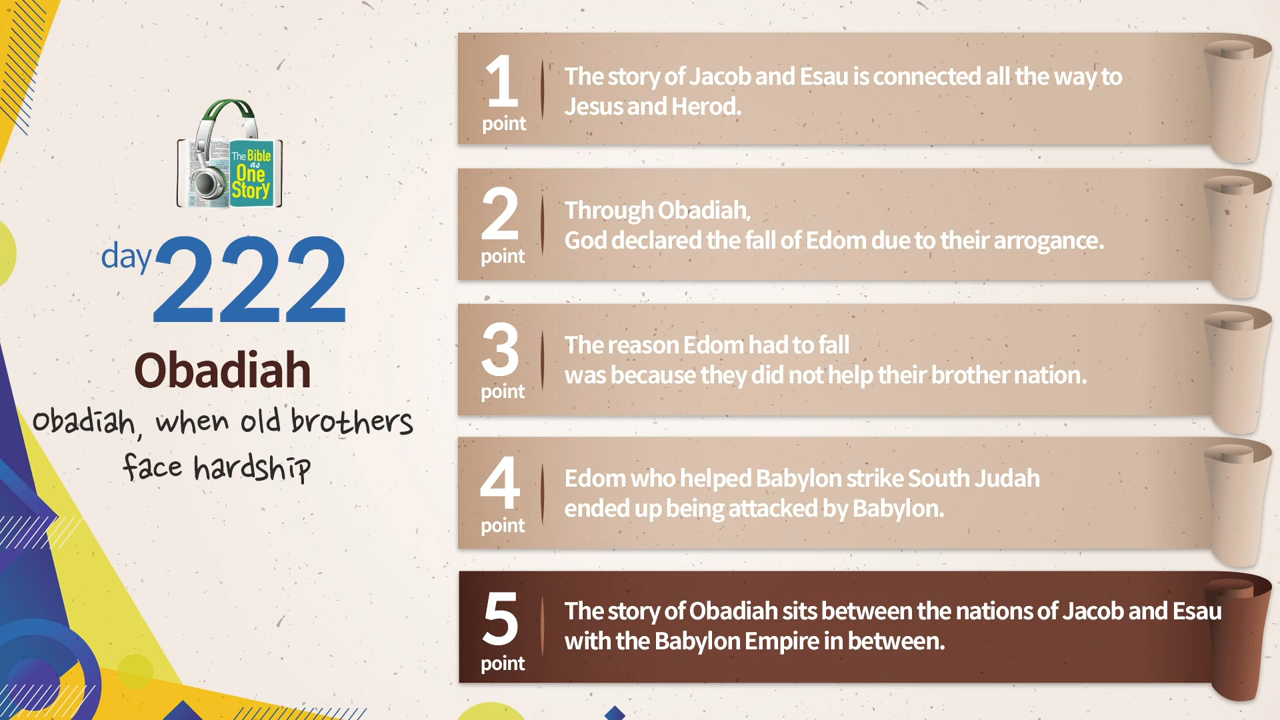 The Bible
as
One
Story
day 222
Obadiah
Obadiah, when old brothers
face hardship
1
point
The story of Jacob and Esau is connected all the way to
Jesus and Herod.
2
point
Through Obadiah,
God declared the fall of Edom due to their arrogance.
3
point
The reason Edom had to fall
was because they did not help their brother nation.
4
point
Edom who helped Babylon strike South Judah
ended up being attacked by Babylon.
5
point
The story of Obadiah sits between the nations of Jacob and Esau
with the Babylon Empire in between.